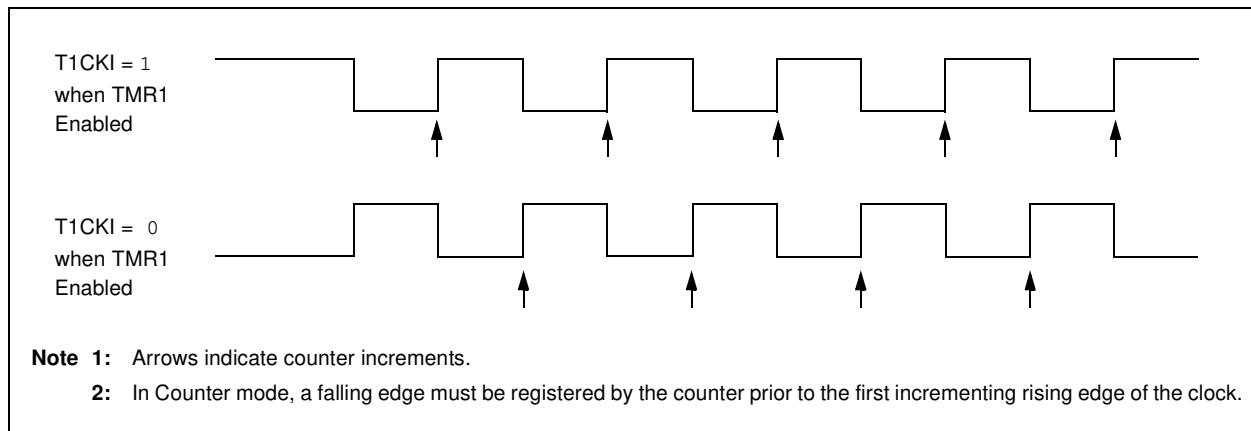 T1CKI = 1
when TMR1
Enabled
T1CKI = 0
when TMR1
Enabled
Note 1: Arrows indicate counter increments.
2: In Counter mode, a falling edge must be registered by the counter prior to the first incrementing rising edge of the clock.